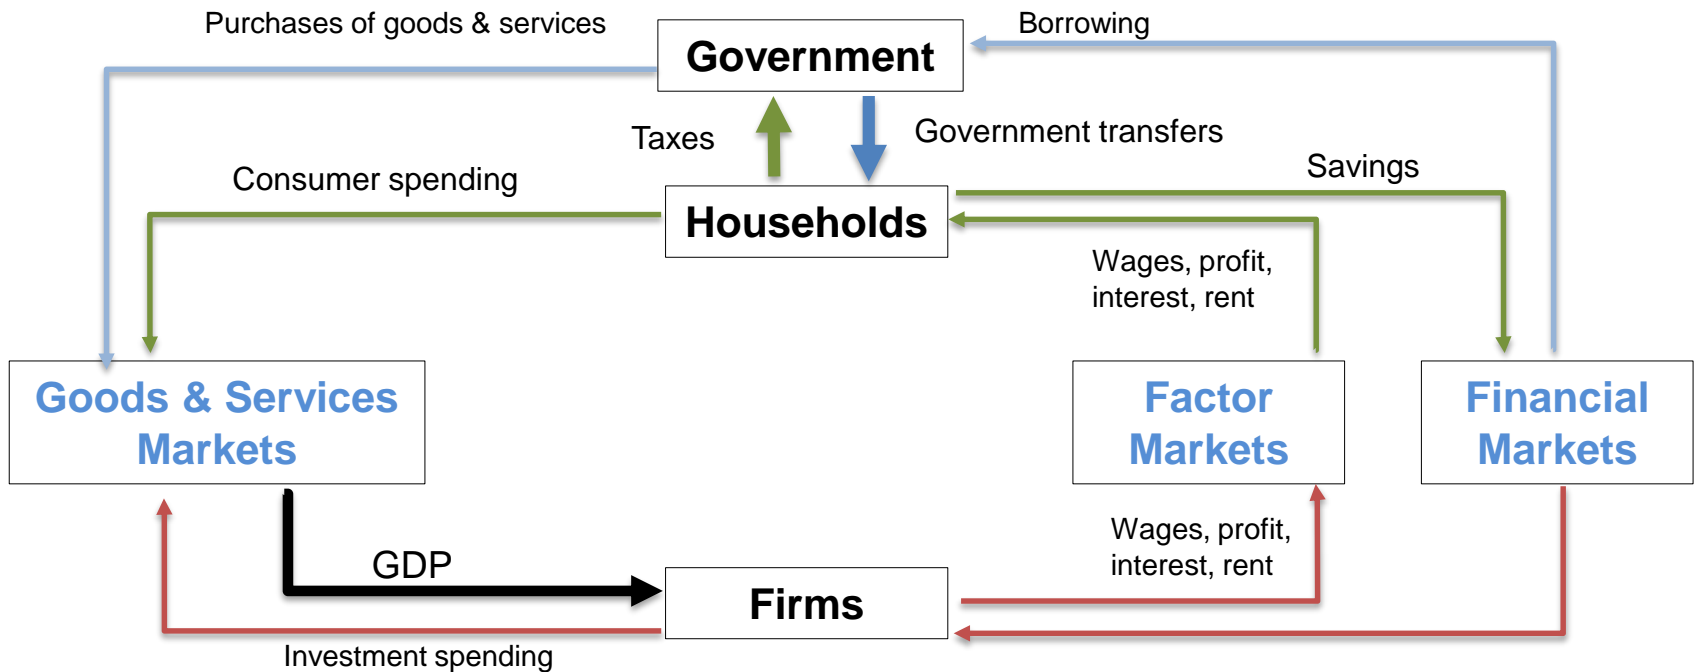 Purchases of goods & services
Government
Borrowing
Taxes
Government transfers
Consumer spending
Households
Savings
Wages, profit,
interest, rent
Goods & Services
Markets
Factor
Markets
Financial
Markets
GDP
Wages, profit,
interest, rent
Firms
Investment spending